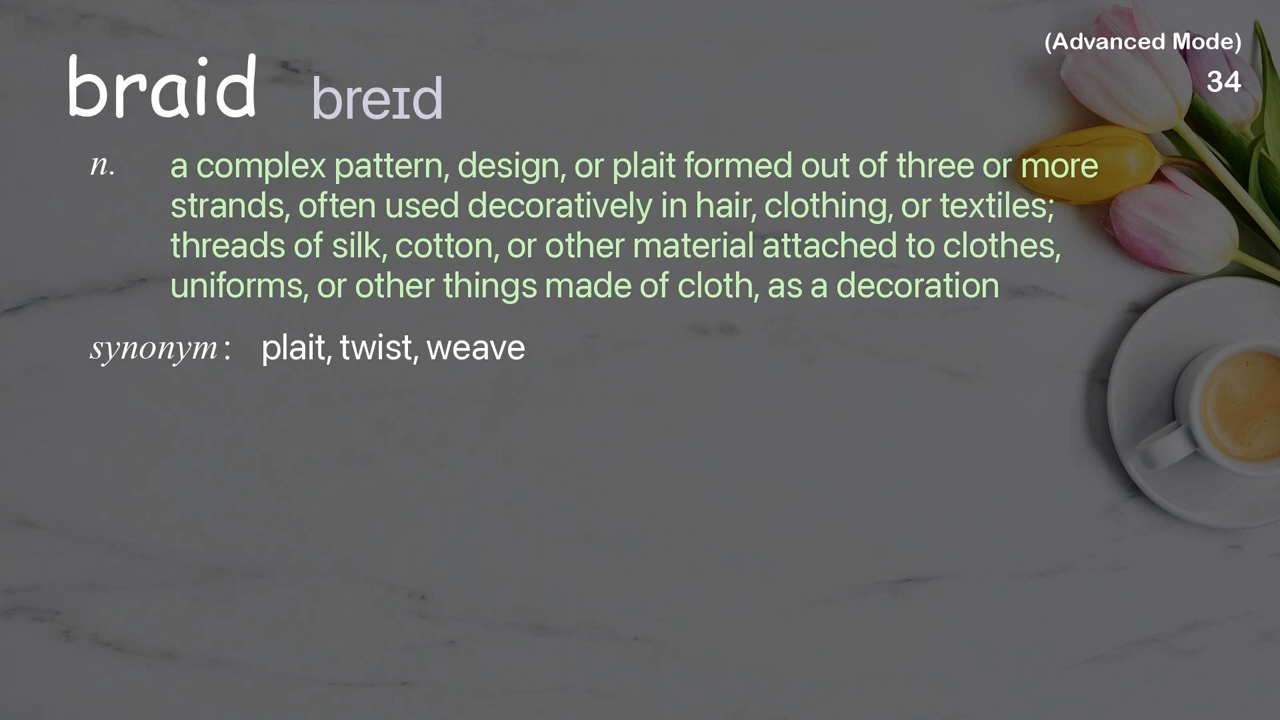 (Advanced Mode)
34
braid breɪd
n. a complex pattern, design, or plait formed out of three or more
strands, often used decoratively in hair, clothing, or textiles;
threads of silk, cotton, or other material attached to clothes,
uniforms, or other things made of cloth, as a decoration
synonym: plait, twist, weave